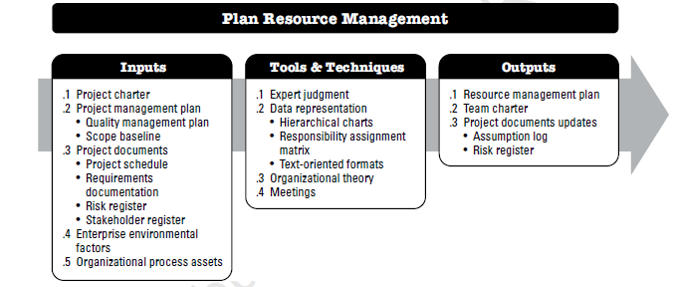 Plan Resource Management
Inputs
.1 Project charter
.2 Project management plan
• Quality management plan
• Scope baseline
.3 Project documents
• Project schedule
• Requirements
documentation
• Risk register
• Stakeholder register
.4 Enterprise environmental
factors
.5 Organizational process assets
Tools & Techniques
.1 Expert judgment
.2 Data representation
• Hierarchical charts
• Responsibility assignment
matrix
• Text-oriented formats
.3 Organizational theory
.4 Meetings
Outputs
.1 Resource management plan
.2 Team charter
.3 Project documents updates
• Assumption log
• Risk register